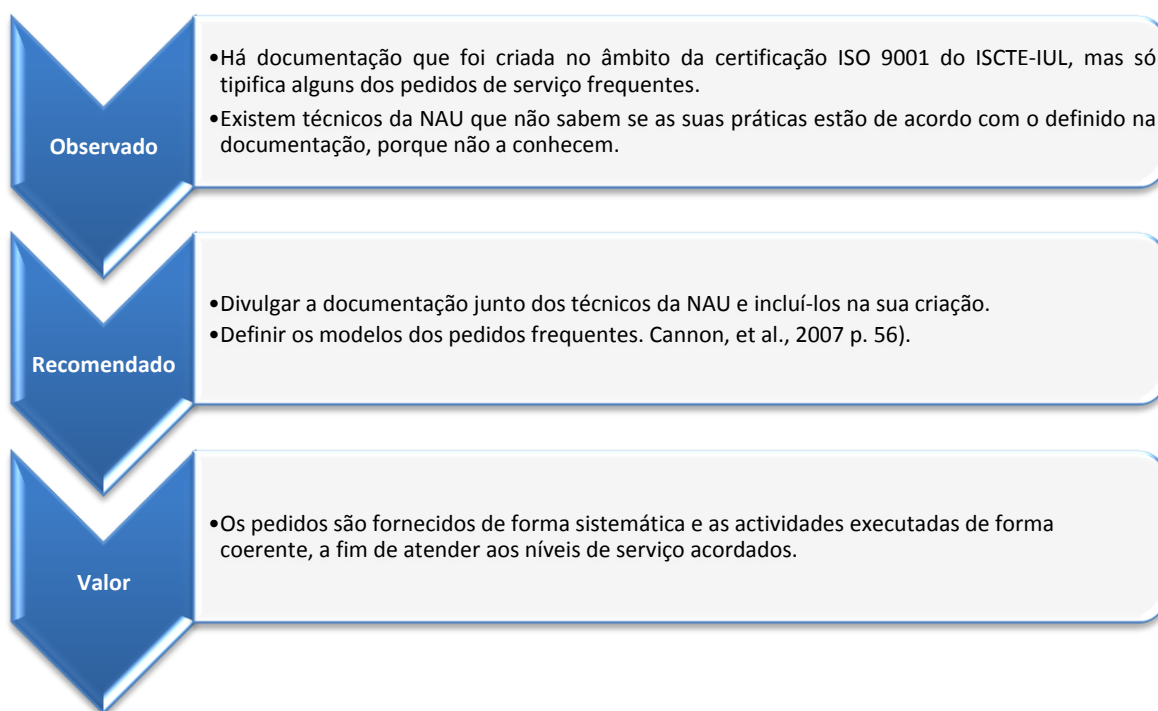 •Há documentação que foi criada no âmbito da certificação ISO 9001 do ISCTE-IUL, mas só
tipifica alguns dos pedidos de serviço frequentes.
•Existem técnicos da NAU que não sabem se as suas práticas estão de acordo com o definido na
documentação, porque não a conhecem.
Observado
•Divulgar a documentação junto dos técnicos da NAU e incluí-los na sua criação.
•Definir os modelos dos pedidos frequentes. Cannon, et al., 2007 p. 56).
Recomendado
•Os pedidos são fornecidos de forma sistemática e as actividades executadas de forma
coerente, a fim de atender aos níveis de serviço acordados.
Valor